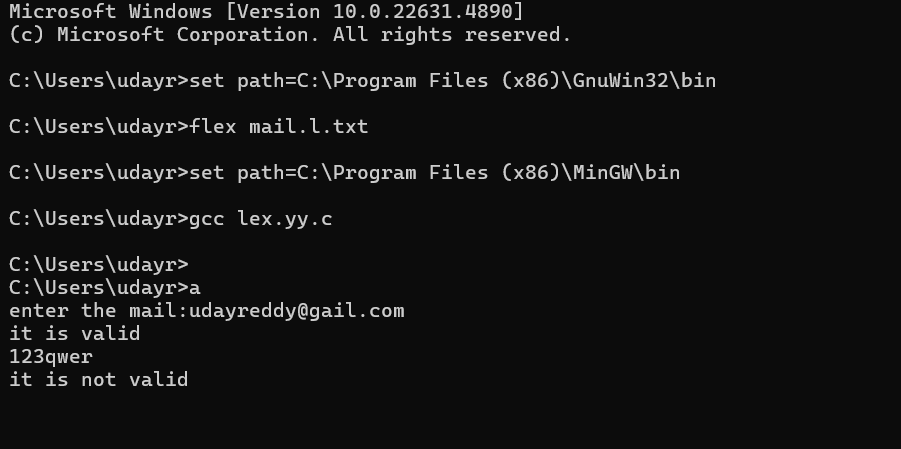 Microsoft Windows [Version 10.0.22631.4890]
(c) Microsoft Corporation. All rights reserved.
C:\Users\udayr>set path=C:\Program Files (x86)\GnuWin32\bin
C:\Users\udayr>flex mail.l.txt
C:\Users\udayr>set path=C:\Program Files (x86)\MinGW\bin
C:\Users\udayr>gcc lex.yy.c
C:\Users\udayr>
C:\Users\udayr>a
enter the mail:udayreddy@gail.com
it is valid
123qwer
it is not valid